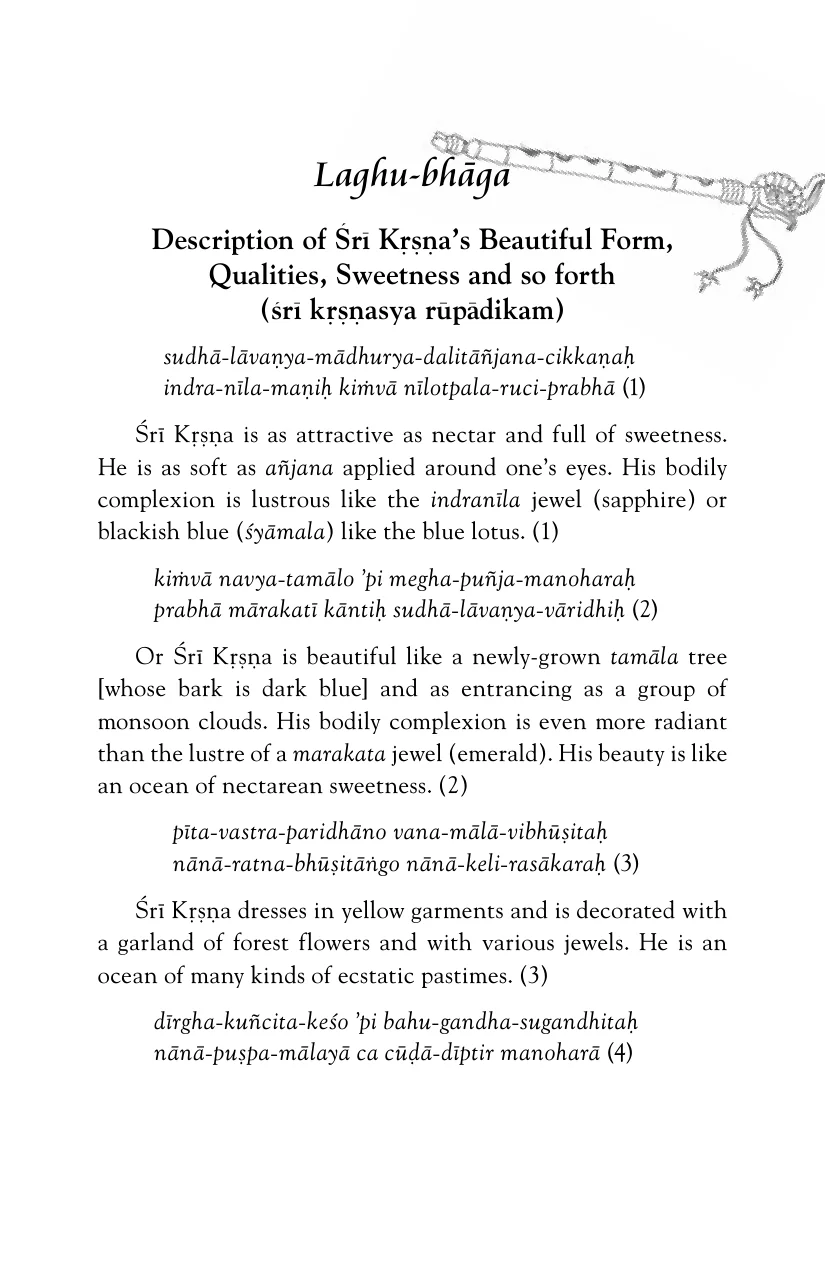 Laghu-bhāga
Description of Śrī Kṛṣṇa’s Beautiful Form,
Qualities, Sweetness and so forth
(śrī kṛṣṇasya rūpādikam)
sudhā-lāvaṇya-mādhurya-dalitāñjana-cikkaṇaḥ
indra-nīla-maṇiḥ kiṁvā nīlotpala-ruci-prabhā (1)
Śrī Kṛṣṇa is as attractive as nectar and full of sweetness.
He is as soft as añjana applied around one’s eyes. His bodily
complexion is lustrous like the indranīla jewel (sapphire) or
blackish blue (śyāmala) like the blue lotus. (1)
kiṁvā navya-tamālo ’pi megha-puñja-manoharaḥ
prabhā mārakatī kāntiḥ sudhā-lāvaṇya-vāridhiḥ (2)
Or Śrī Kṛṣṇa is beautiful like a newly-grown tamāla tree
[whose bark is dark blue] and as entrancing as a group of
monsoon clouds. His bodily complexion is even more radiant
than the lustre of a marakata jewel (emerald). His beauty is like
an ocean of nectarean sweetness. (2)
pīta-vastra-paridhāno vana-mālā-vibhūṣitaḥ
nānā-ratna-bhūṣitāṅgo nānā-keli-rasākaraḥ (3)
Śrī Kṛṣṇa dresses in yellow garments and is decorated with
a garland of forest flowers and with various jewels. He is an
ocean of many kinds of ecstatic pastimes. (3)
dīrgha-kuñcita-keśo ’pi bahu-gandha-sugandhitaḥ
nānā-puṣpa-mālayā ca cūḍā-dīptir manoharā (4)